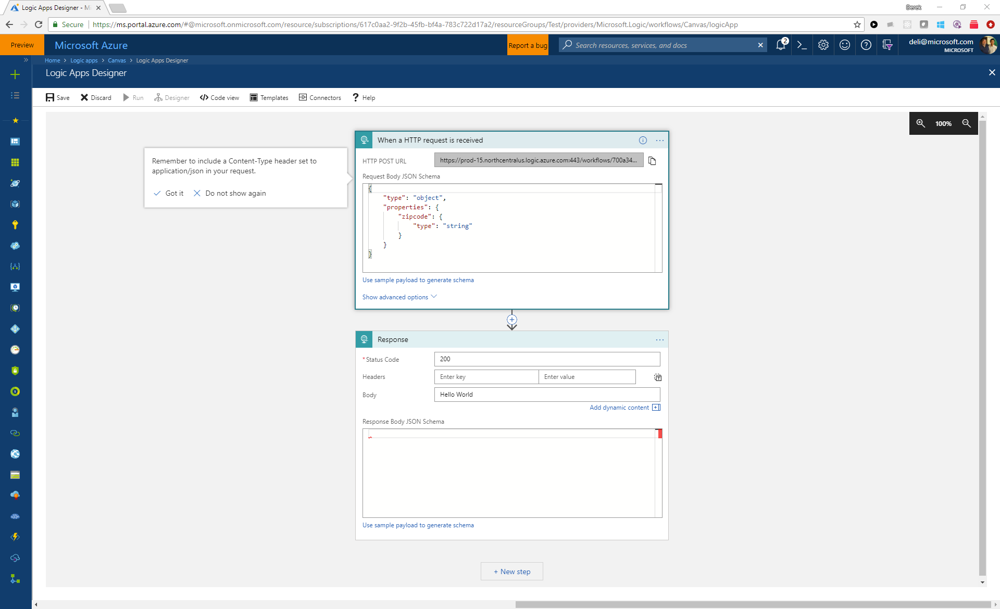 Logic Apps Designer - Mi
Derek
Secure
https://ms.portal.azure.com/#@microsoft.onmicrosoft.com/resource/subscriptions/617c0aa2-9f2b-45fb-bf4a-783c722d17a2/resourceGroups/Test/providers/Microsoft.Logic/workflows/Canvas/logicApp
Preview
Microsoft Azure
Report a bug
Search resources, services, and docs
2
deli@microsoft.com
MICROSOFT
Home > Logic apps > Canvas > Logic Apps Designer
Logic Apps Designer
Save Discard Run Designer Code view Templates Connectors Help
100%
Remember to include a Content-Type header set to
application/json in your request.
Got it Do not show again
When a HTTP request is received
HTTP POST URL
https://prod-15.northcentralus.logic.azure.com:443/workflows/700a34...
Request Body JSON Schema
{
"type": "object",
"properties": {
"zipcode": {
"type": "string"
}
}
}
Use sample payload to generate schema
Show advanced options
Response
* Status Code
200
Headers
Enter key
Enter value
Body
Hello World
Add dynamic content
Response Body JSON Schema
Use sample payload to generate schema
+ New step